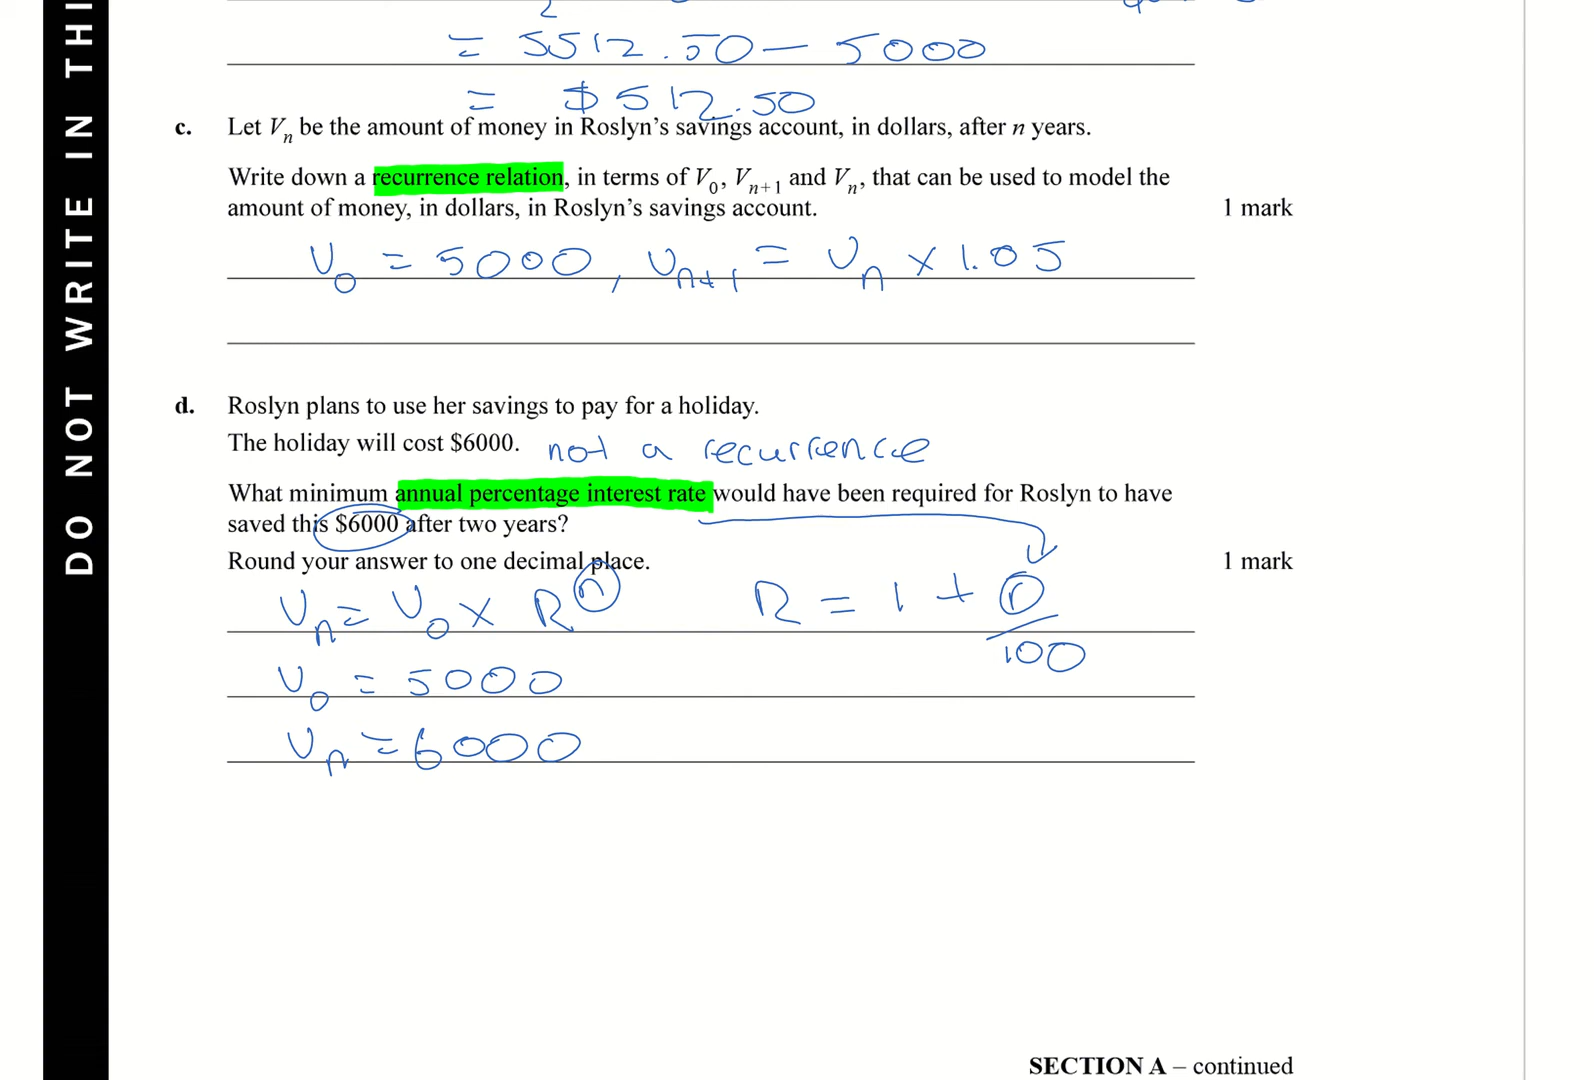 DO NOT WRITE IN THI
2
= 5512.50 - 5000
= $512.50
c. Let Vn be the amount of money in Roslyn's savings account, in dollars, after n years.
Write down a recurrence relation, in terms of V0, Vn+1 and Vn, that can be used to model the
amount of money, in dollars, in Roslyn's savings account. 1 mark
V0 = 5000, Vn+1 = Vn × 1.05
d. Roslyn plans to use her savings to pay for a holiday.
The holiday will cost $6000. not a recurrence
What minimum annual percentage interest rate would have been required for Roslyn to have
saved this $6000 after two years?
Round your answer to one decimal place. 1 mark
Vn = V0 × R^n R = 1 + r/100
V0 = 5000
Vn = 6000
SECTION A – continued